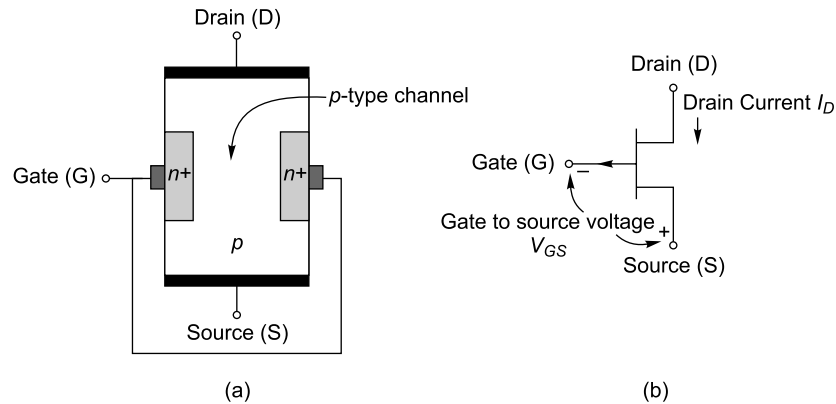 Drain (D)
p-type channel
Gate (G)
n+
n+
p
Source (S)
(a)
Drain (D)
Drain Current I_D
Gate (G)
−
Gate to source voltage
V_GS
+
Source (S)
(b)